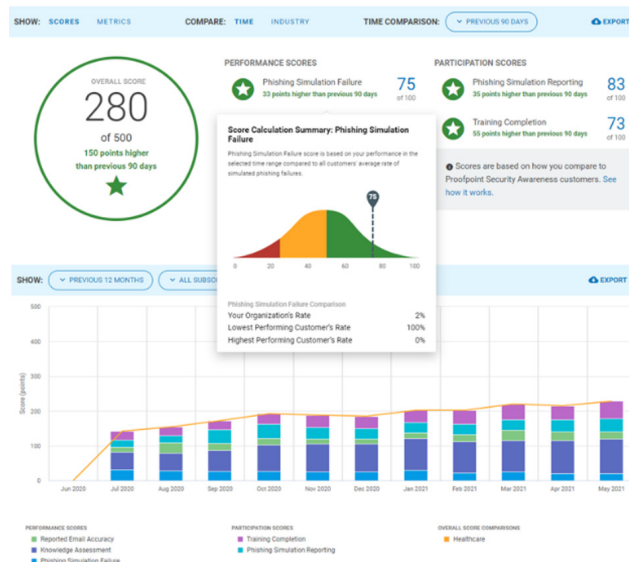 SHOW: SCORES METRICS COMPARE: TIME INDUSTRY TIME COMPARISON: PREVIOUS 90 DAYS EXPORT
OVERALL SCORE
280
of 500
150 points higher
than previous 90 days
PERFORMANCE SCORES
Phishing Simulation Failure
33 points higher than previous 90 days
75
of 100
PARTICIPATION SCORES
Phishing Simulation Reporting
35 points higher than previous 90 days
83
of 100
Training Completion
55 points higher than previous 90 days
73
of 100
Scores are based on how you compare to
Proofpoint Security Awareness customers. See
how it works.
Score Calculation Summary: Phishing Simulation
Failure
Phishing Simulation Failure score is based on your performance in the
selected time range compared to all customers' average rate of
simulated phishing failures.
75
0 20 40 60 80 100
Phishing Simulation Failure Comparison
Your Organization's Rate 2%
Lowest Performing Customer's Rate 100%
Highest Performing Customer's Rate 0%
SHOW: PREVIOUS 12 MONTHS ALL EXPORT
Score (points)
500
400
300
200
100
0
Jun 2020 Jul 2020 Aug 2020 Sep 2020 Oct 2020 Nov 2020 Dec 2020 Jan 2021 Feb 2021 Mar 2021 Apr 2021 May 2021
PERFORMANCE SCORES
Reported Email Accuracy
Knowledge Assessment
Phishing Simulation Failure
PARTICIPATION SCORES
Training Completion
Phishing Simulation Reporting
OVERALL SCORE COMPARISONS
Healthcare